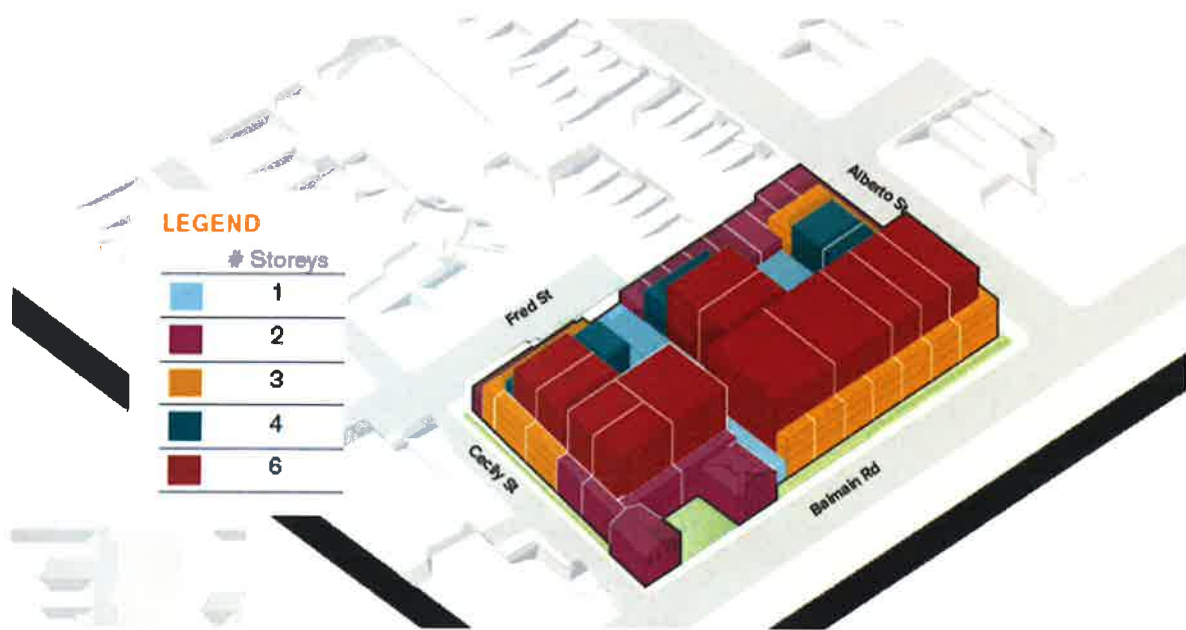 LEGEND
# Storeys
1
2
3
4
6
Alberto St
Fred St
Cecily St
Balmain Rd